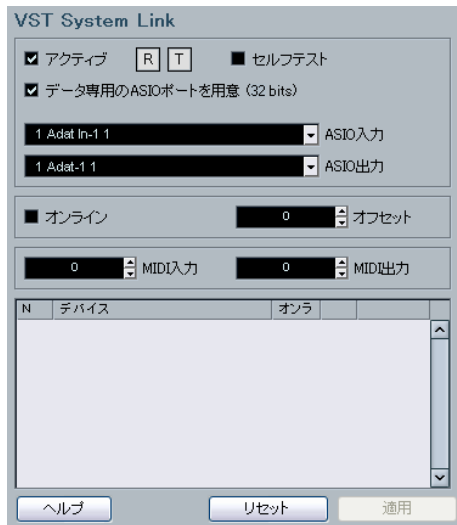 VST System Link
アクティブ R T セルフテスト
データ専用のASIOポートを用意 (32 bits)
1 Adat In-1 1 ASIO入力
1 Adat-1 1 ASIO出力
オンライン 0 オフセット
0 MIDI入力 0 MIDI出力
N デバイス オンラ
ヘルプ リセット 適用